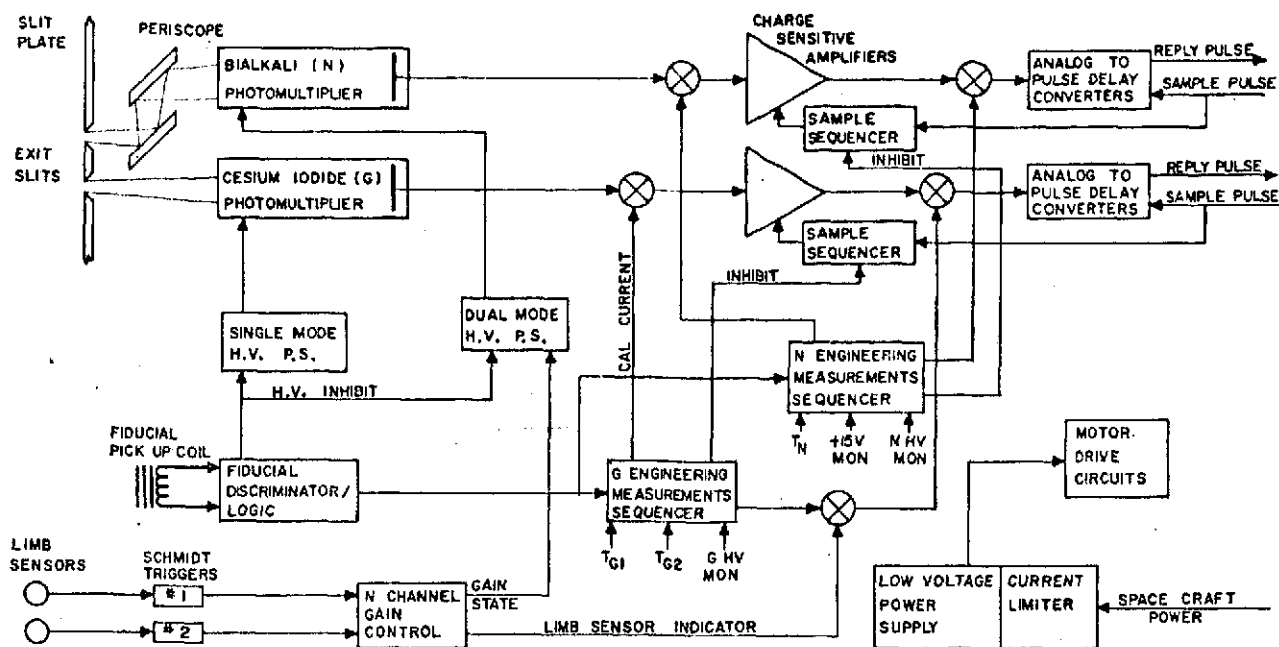 SLIT
PLATE
PERISCOPE
BIALKALI (N)
PHOTOMULTIPLIER
EXIT
SLITS
CESIUM IODIDE (G)
PHOTOMULTIPLIER
CHARGE
SENSITIVE
AMPLIFIERS
ANALOG TO
PULSE DELAY
CONVERTERS
REPLY PULSE
SAMPLE PULSE
SAMPLE
SEQUENCER
INHIBIT
ANALOG TO
PULSE DELAY
CONVERTERS
REPLY PULSE
SAMPLE PULSE
SAMPLE
SEQUENCER
INHIBIT
CAL CURRENT
SINGLE MODE
H.V. P.S.
DUAL MODE
H.V. P.S.
H.V. INHIBIT
N ENGINEERING
MEASUREMENTS
SEQUENCER
TN
+15V
MON
N HV
MON
MOTOR
DRIVE
CIRCUITS
FIDUCIAL
PICK UP COIL
FIDUCIAL
DISCRIMINATOR/
LOGIC
G ENGINEERING
MEASUREMENTS
SEQUENCER
TG1
TG2
G HV
MON
LIMB
SENSORS
SCHMIDT
TRIGGERS
#1
#2
N CHANNEL
GAIN
CONTROL
GAIN
STATE
LIMB SENSOR INDICATOR
LOW VOLTAGE
POWER
SUPPLY
CURRENT
LIMITER
SPACE CRAFT
POWER